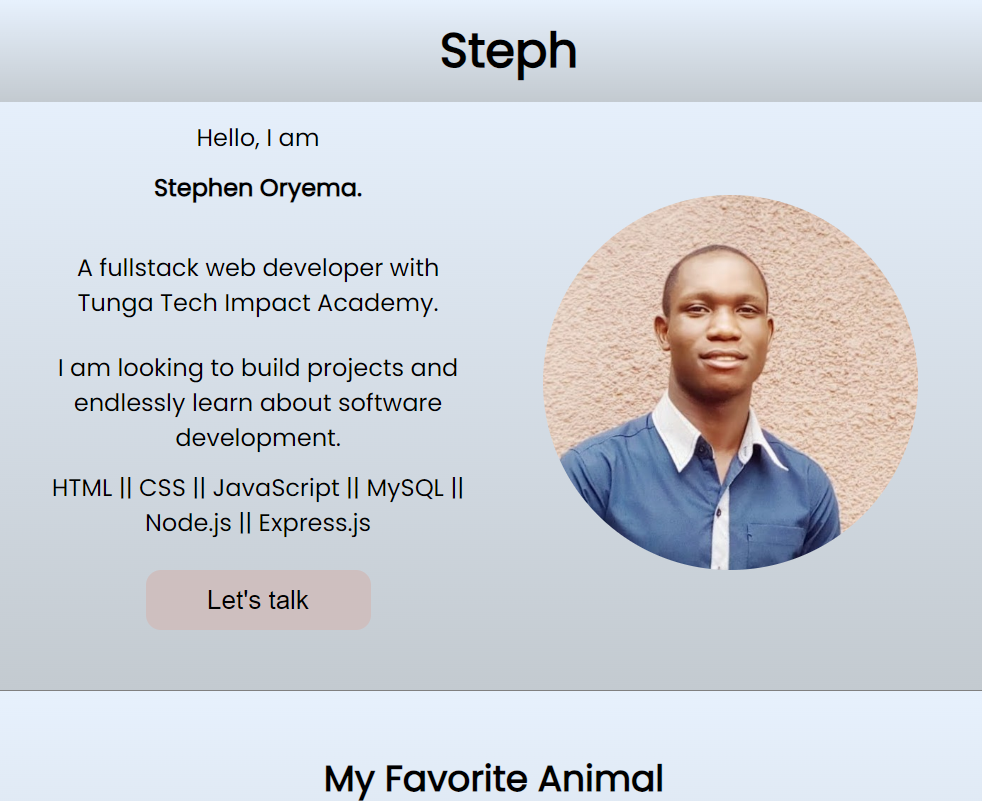 Steph
Hello, I am
Stephen Oryema.
A fullstack web developer with
Tunga Tech Impact Academy.
I am looking to build projects and
endlessly learn about software
development.
HTML || CSS || JavaScript || MySQL ||
Node.js || Express.js
Let's talk
My Favorite Animal